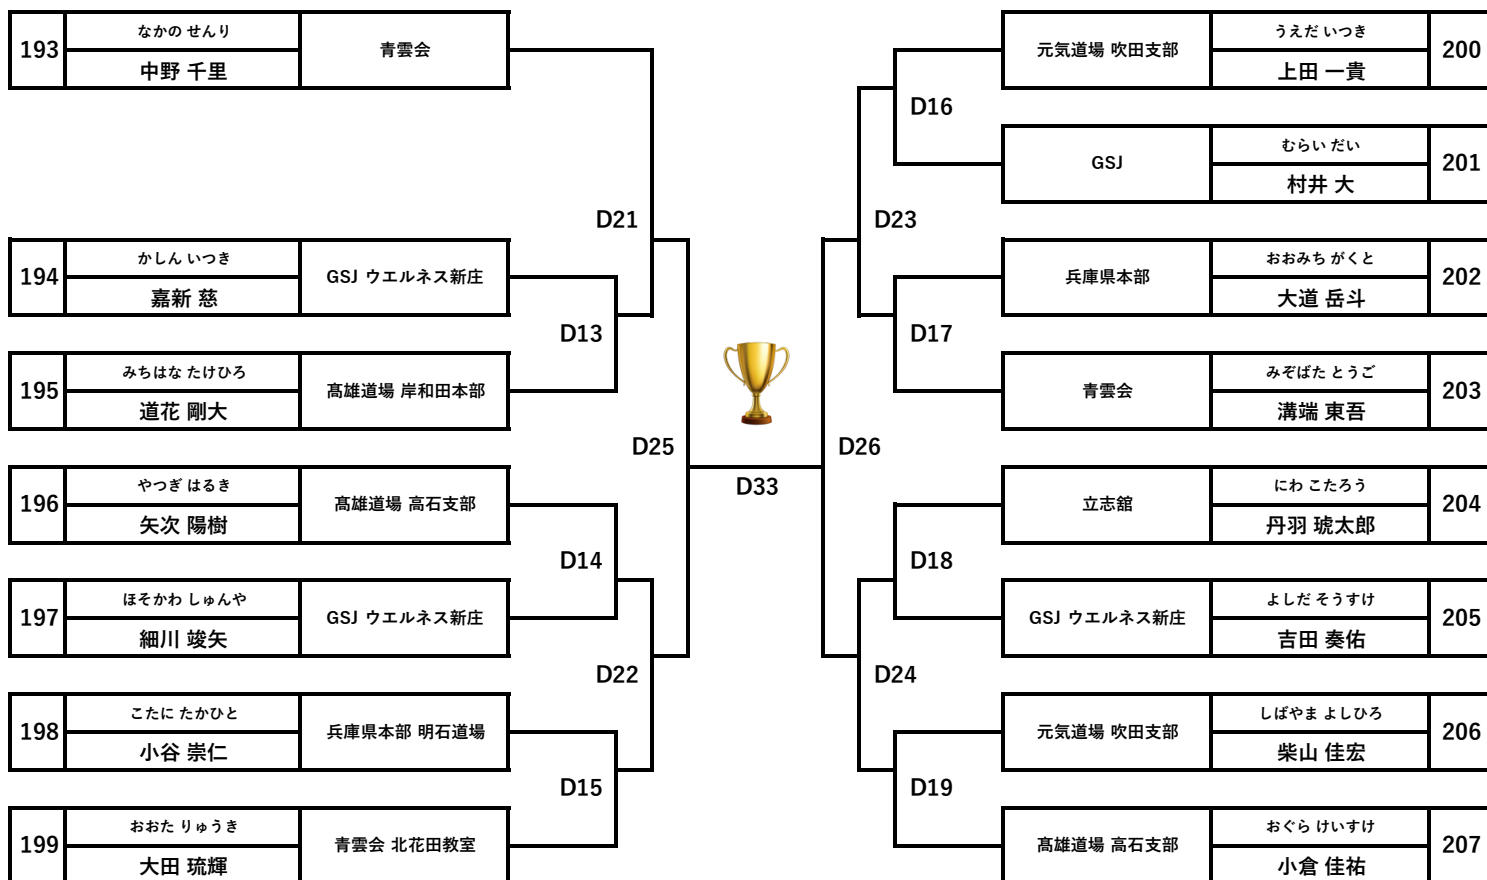 193
なかの せんり
中野 千里
青雲会
194
かしん いつき
嘉新 慈
GSJ ウエルネス新庄
195
みちはな たけひろ
道花 剛大
髙雄道場 岸和田本部
196
やつぎ はるき
矢次 陽樹
髙雄道場 高石支部
197
ほそかわ しゅんや
細川 竣矢
GSJ ウエルネス新庄
198
こたに たかひと
小谷 崇仁
兵庫県本部 明石道場
199
おおた りゅうき
大田 琉輝
青雲会 北花田教室
D21
D13
D25
D14
D22
D15
D33
D16
D23
D17
D26
D18
D24
D19
元気道場 吹田支部
うえだ いつき
上田 一貴
200
GSJ
むらい だい
村井 大
201
兵庫県本部
おおみち がくと
大道 岳斗
202
青雲会
みぞばた とうご
溝端 東吾
203
立志舘
にわ こたろう
丹羽 琥太郎
204
GSJ ウエルネス新庄
よしだ そうすけ
吉田 奏佑
205
元気道場 吹田支部
しばやま よしひろ
柴山 佳宏
206
髙雄道場 高石支部
おぐら けいすけ
小倉 佳祐
207